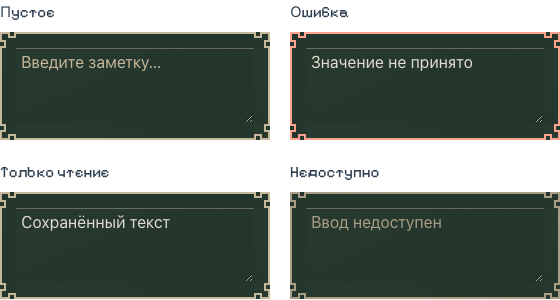 Пустое
Введите заметку...
Ошибка
Значение не принято
Только чтение
Сохранённый текст
Недоступно
Ввод недоступен